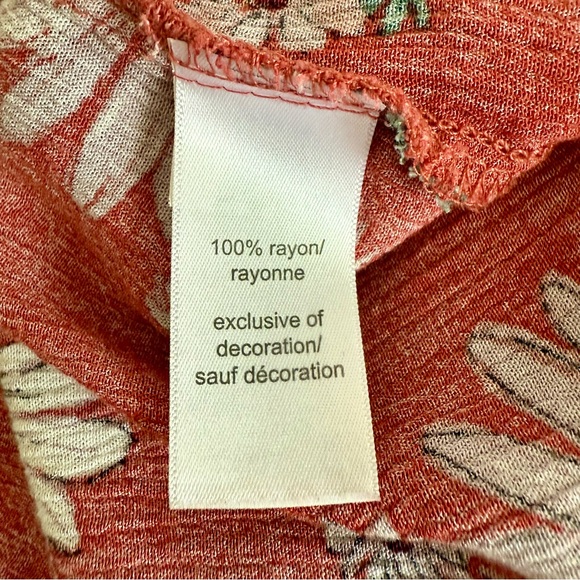 100% rayon/
rayonne
exclusive of
decoration/
sauf décoration